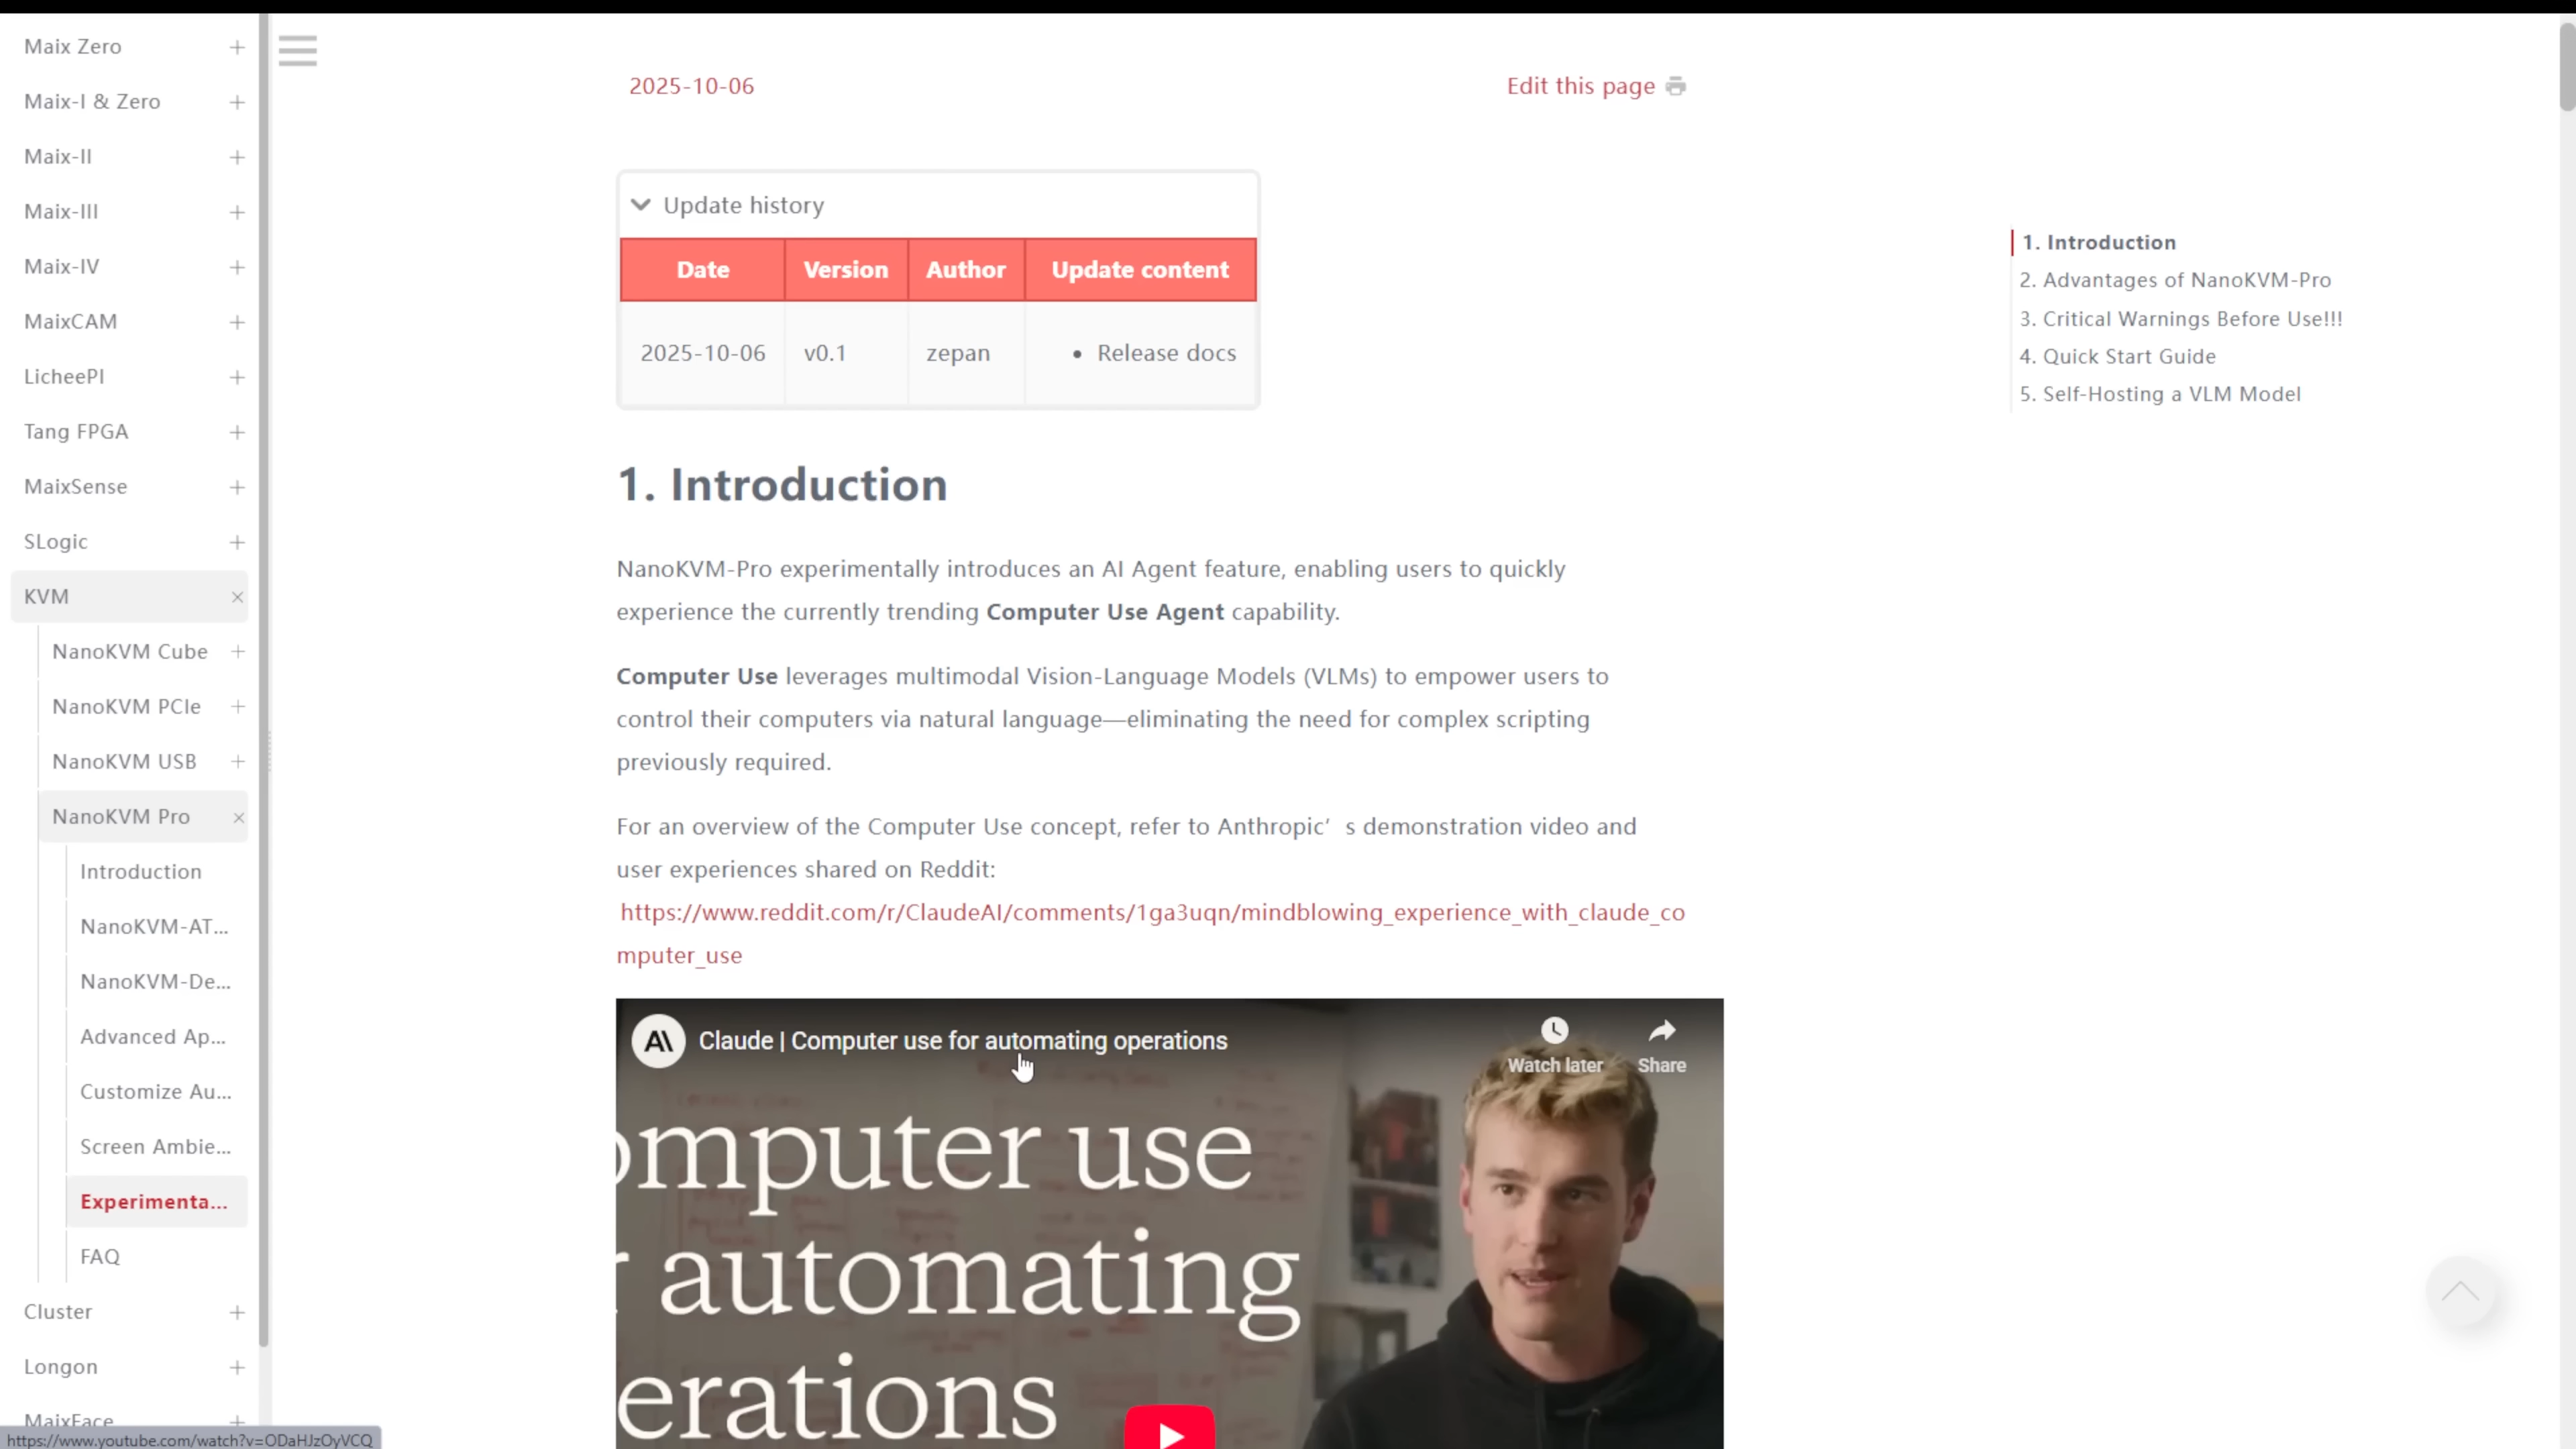 Maix Zero
Maix-I & Zero
Maix-II
Maix-III
Maix-IV
MaixCAM
LicheePI
Tang FPGA
MaixSense
SLogic
KVM
NanoKVM Cube
NanoKVM PCIe
NanoKVM USB
NanoKVM Pro
Introduction
NanoKVM-AT...
NanoKVM-De...
Advanced Ap...
Customize Au...
Screen Ambie...
Experimenta...
FAQ
Cluster
Longon
MaixFace
https://www.youtube.com/watch?v=ODaHJzOyVCQ
2025-10-06
Edit this page
Update history
Date Version Author Update content
2025-10-06 v0.1 zepan • Release docs
1. Introduction
NanoKVM-Pro experimentally introduces an AI Agent feature, enabling users to quickly
experience the currently trending Computer Use Agent capability.
Computer Use leverages multimodal Vision-Language Models (VLMs) to empower users to
control their computers via natural language—eliminating the need for complex scripting
previously required.
For an overview of the Computer Use concept, refer to Anthropic’ s demonstration video and
user experiences shared on Reddit:
https://www.reddit.com/r/ClaudeAI/comments/1ga3uqn/mindblowing_experience_with_claude_co
mputer_use
Claude | Computer use for automating operations
Watch later
Share
omputer use
r automating
erations
1. Introduction
2. Advantages of NanoKVM-Pro
3. Critical Warnings Before Use!!!
4. Quick Start Guide
5. Self-Hosting a VLM Model